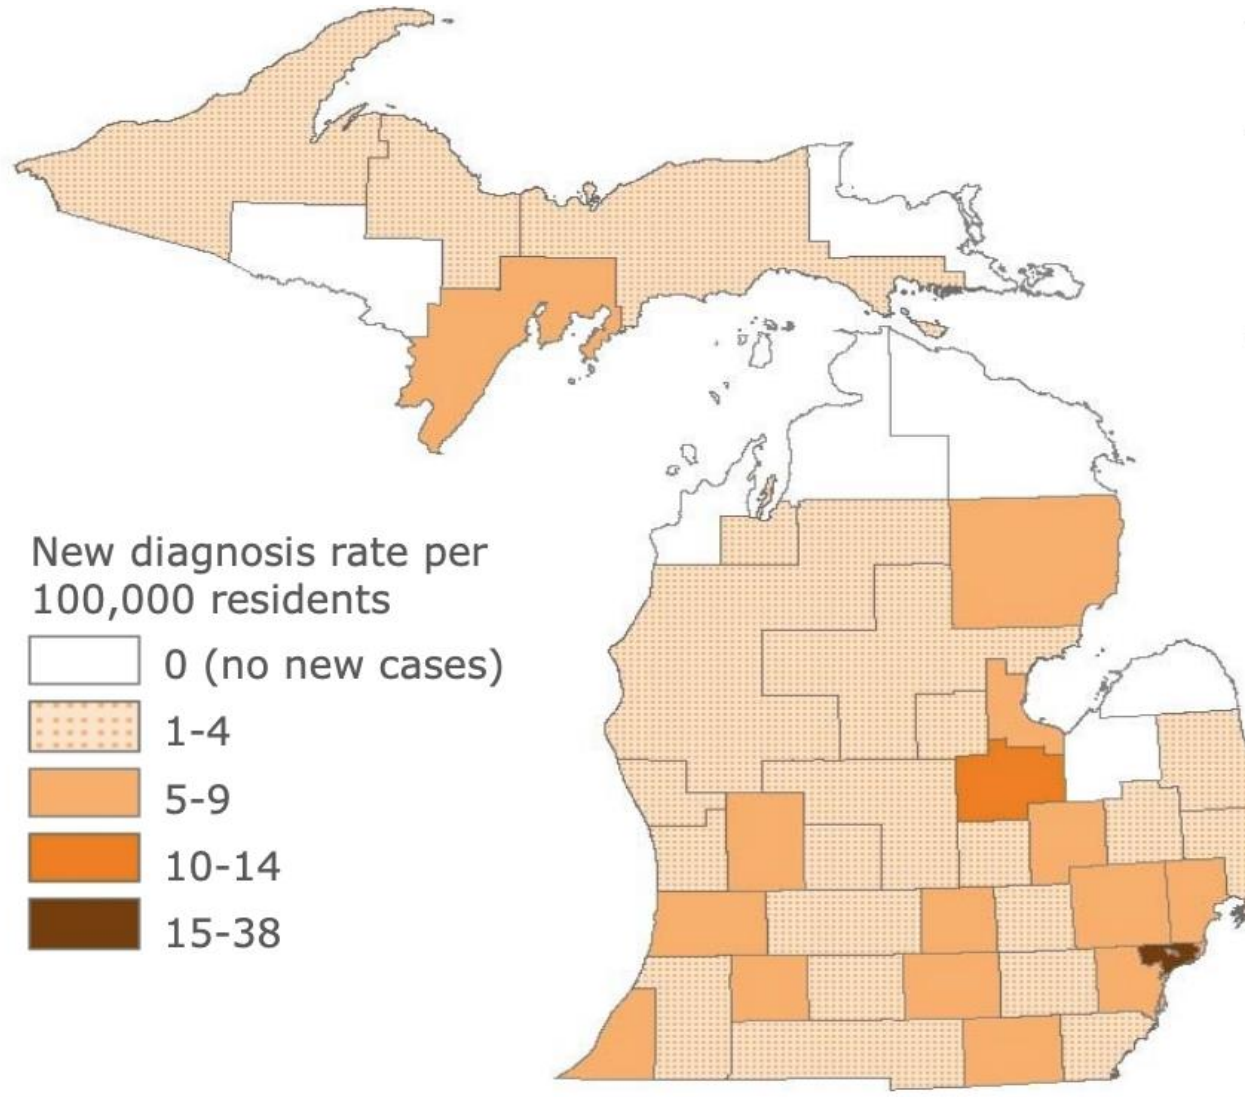 New diagnosis rate per
100,000 residents
0 (no new cases)
1-4
5-9
10-14
15-38